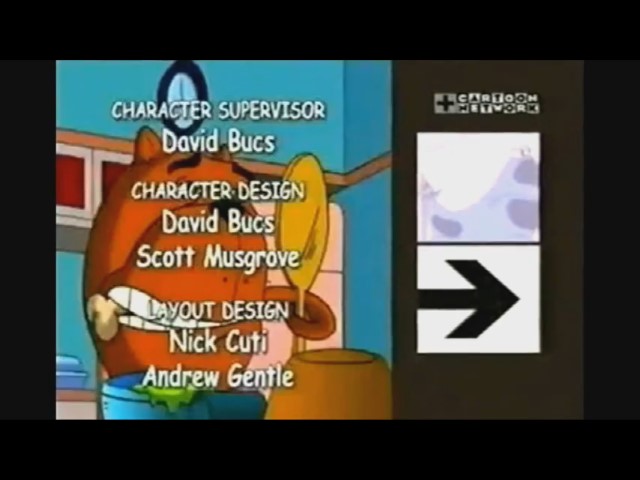 CHARACTER SUPERVISOR
David Bucs
CHARACTER DESIGN
David Bucs
Scott Musgrove
LAYOUT DESIGN
Nick Cuti
Andrew Gentle
CARTOON
NETWORK